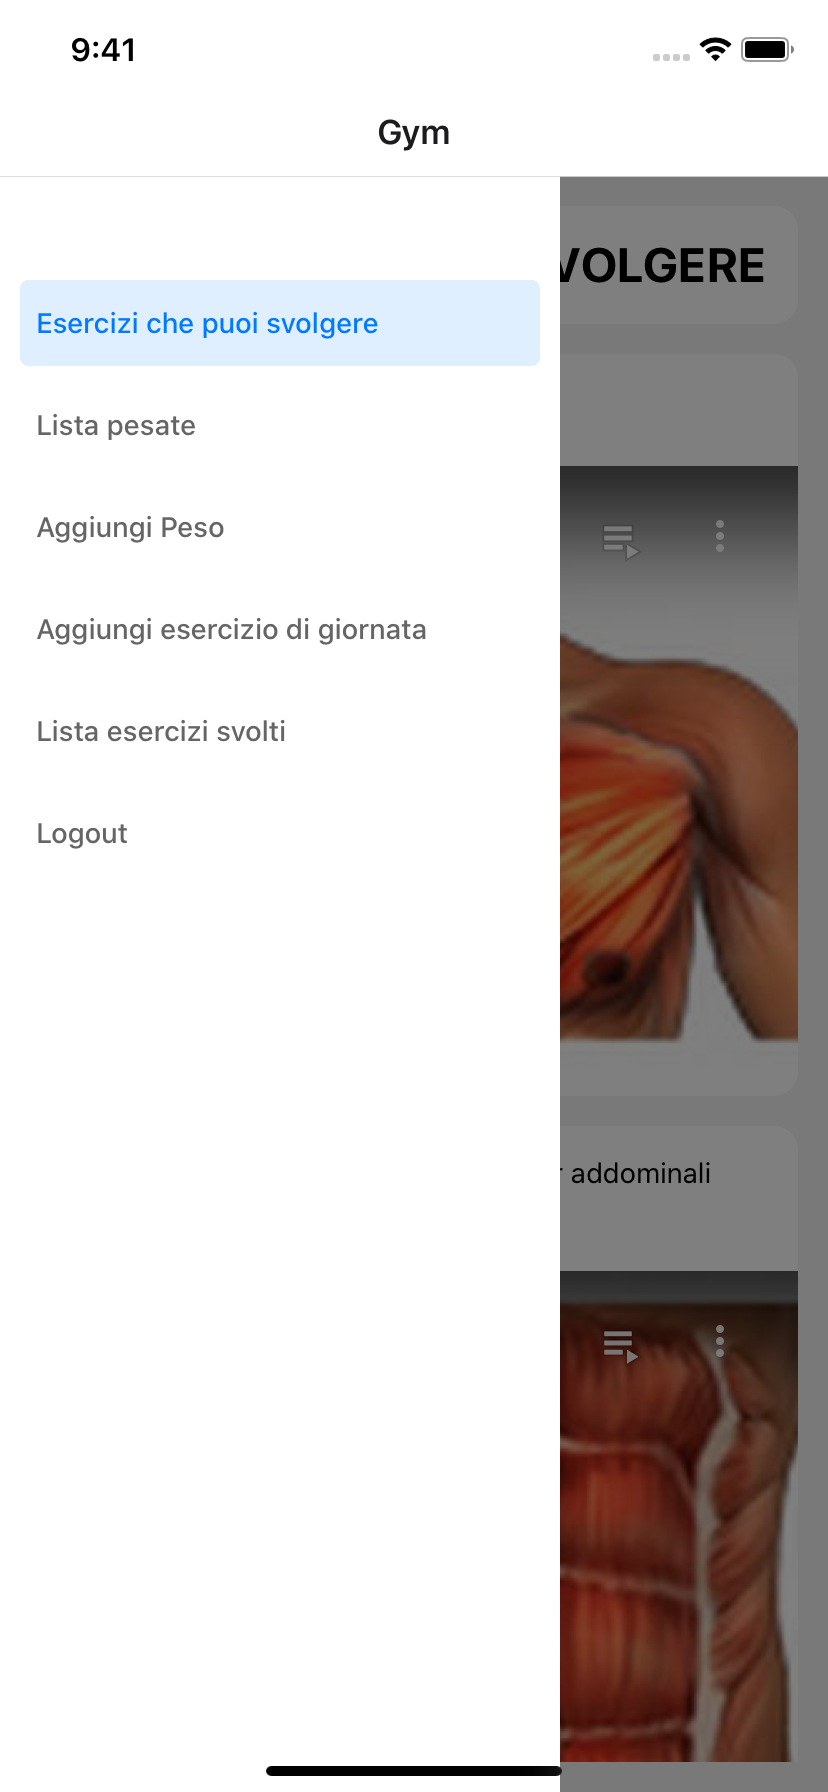 9:41
Gym
VOLGERE
Esercizi che puoi svolgere
Lista pesate
Aggiungi Peso
Aggiungi esercizio di giornata
Lista esercizi svolti
Logout
addominali